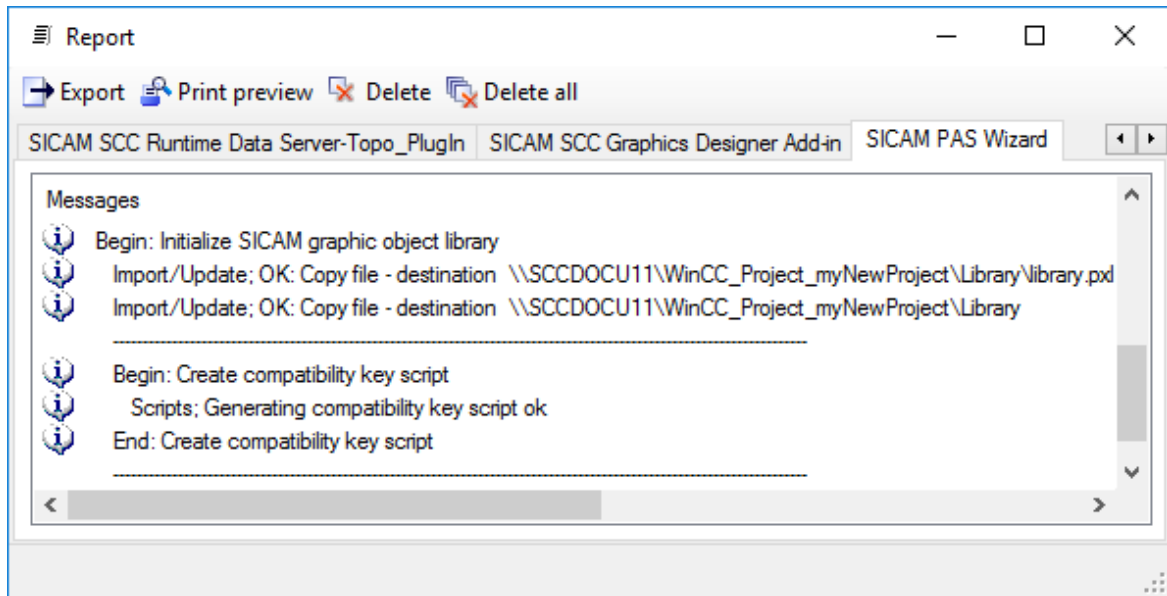 Report
Export Print preview Delete Delete all
SICAM SCC Runtime Data Server-Topo_PlugIn SICAM SCC Graphics Designer Add-in SICAM PAS Wizard
Messages
Begin: Initialize SICAM graphic object library
Import/Update; OK: Copy file - destination \\SCCDOCU11\WinCC_Project_myNewProject\Library\library.pxl
Import/Update; OK: Copy file - destination \\SCCDOCU11\WinCC_Project_myNewProject\Library
Begin: Create compatibility key script
Scripts; Generating compatibility key script ok
End: Create compatibility key script